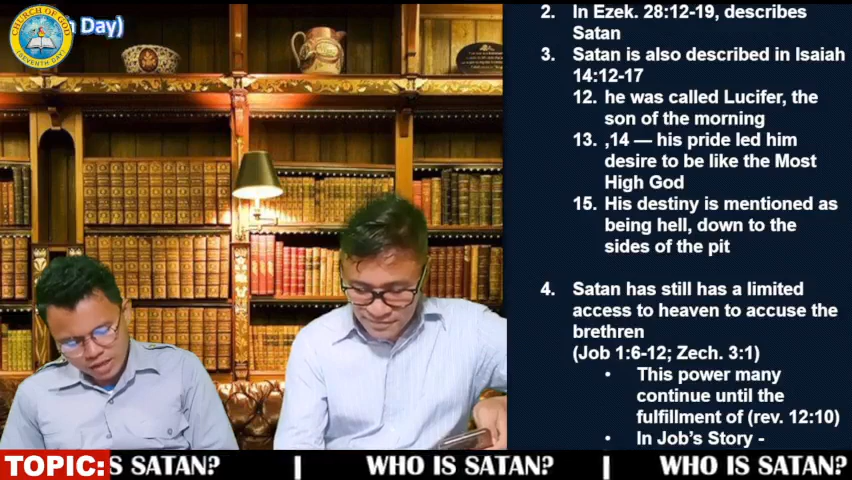 CHURCH OF GOD
(SEVENTH DAY)
Day)
2. In Ezek. 28:12-19, describes
Satan
3. Satan is also described in Isaiah
14:12-17
12. he was called Lucifer, the
son of the morning
13. ,14 — his pride led him
desire to be like the Most
High God
15. His destiny is mentioned as
being hell, down to the
sides of the pit
4. Satan has still has a limited
access to heaven to accuse the
brethren
(Job 1:6-12; Zech. 3:1)
• This power many
continue until the
fulfillment of (rev. 12:10)
• In Job's Story -
TOPIC: S SATAN? | WHO IS SATAN? | WHO IS SATAN?